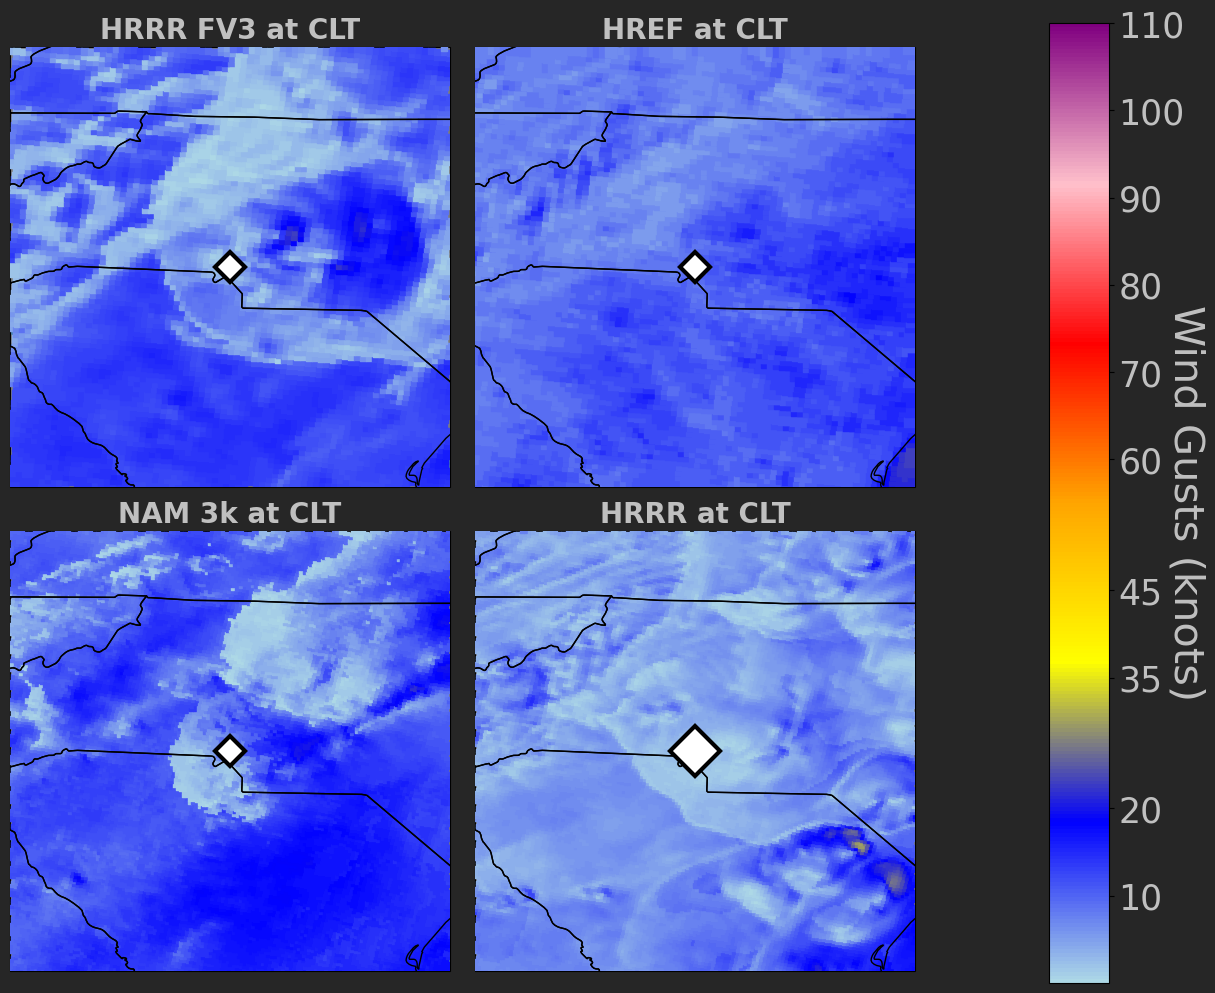 HRRR FV3 at CLT
HREF at CLT
NAM 3k at CLT
HRRR at CLT
110
100
90
80
70
60
45
35
20
10
Wind Gusts (knots)